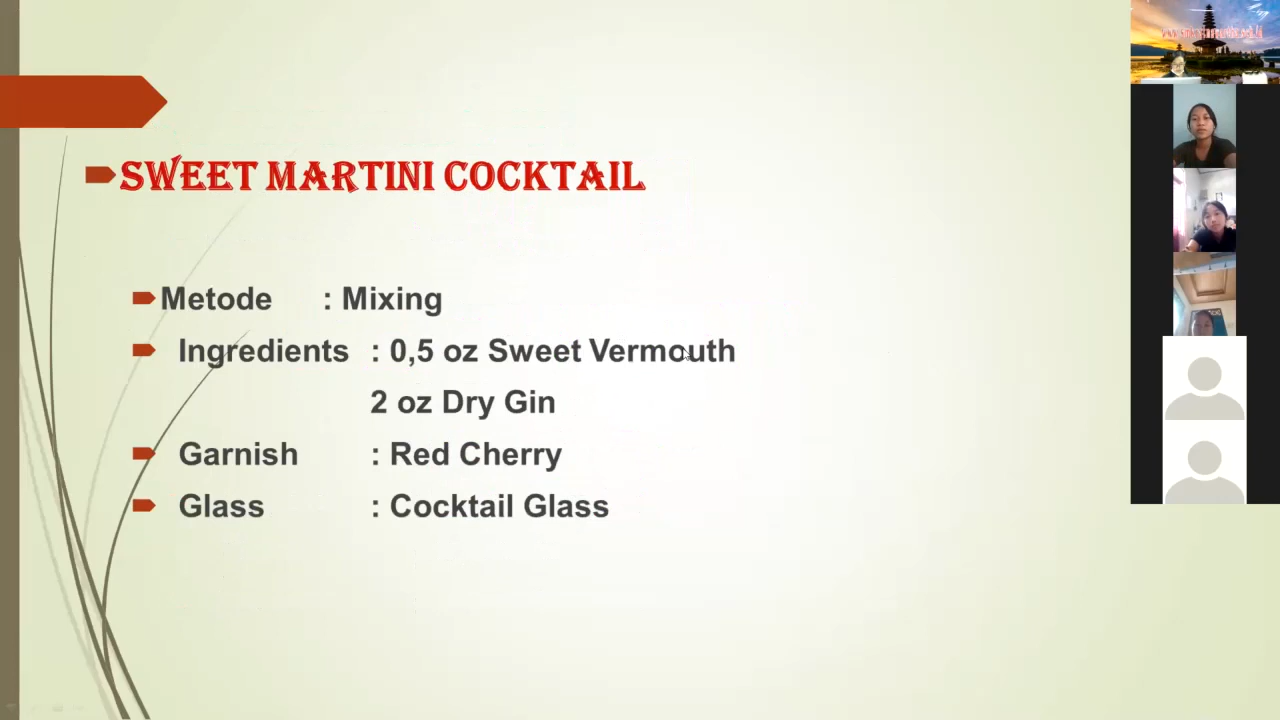 SWEET MARTINI COCKTAIL
Metode : Mixing
Ingredients : 0,5 oz Sweet Vermouth
2 oz Dry Gin
Garnish : Red Cherry
Glass : Cocktail Glass